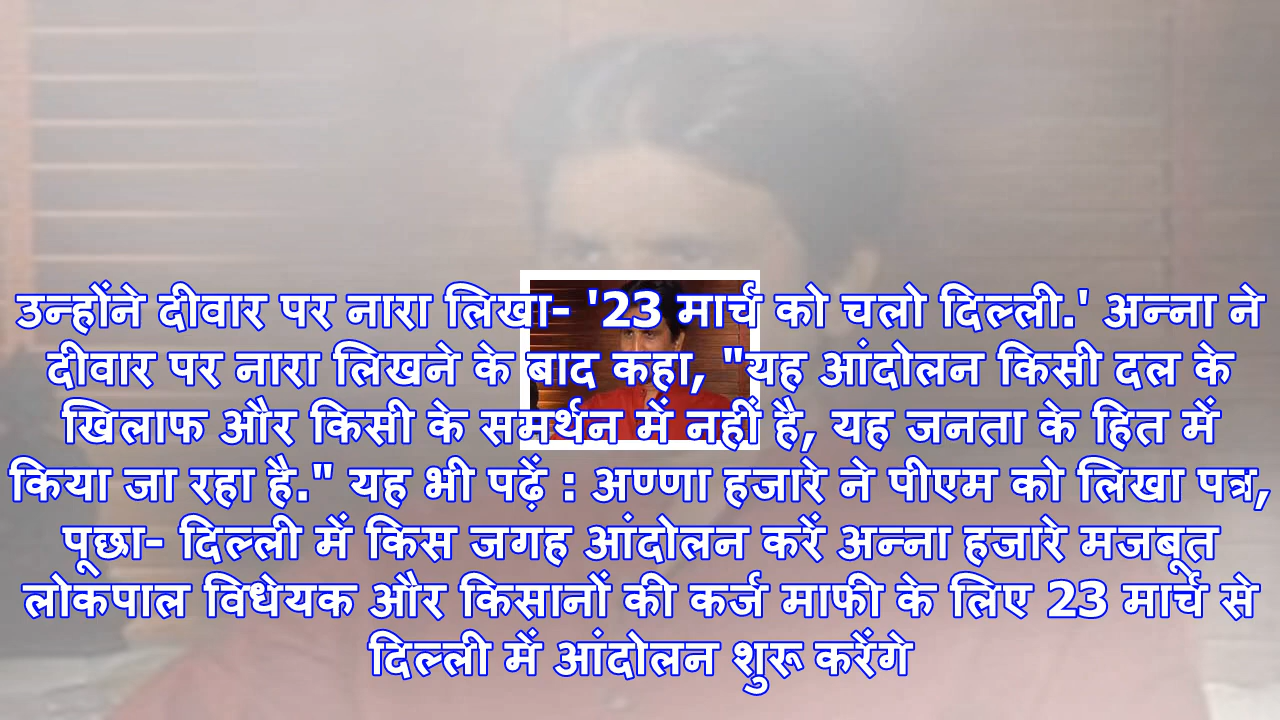 उन्होंने दीवार पर नारा लिखा- '23 मार्च को चलो दिल्ली.' अन्ना ने
दीवार पर नारा लिखने के बाद कहा, "यह आंदोलन किसी दल के
खिलाफ और किसी के समर्थन में नहीं है, यह जनता के हित में
किया जा रहा है." यह भी पढ़ें : अण्णा हजारे ने पीएम को लिखा पत्र,
पूछा- दिल्ली में किस जगह आंदोलन करें अन्ना हजारे मजबूत
लोकपाल विधेयक और किसानों की कर्ज माफी के लिए 23 मार्च से
दिल्ली में आंदोलन शुरू करेंगे